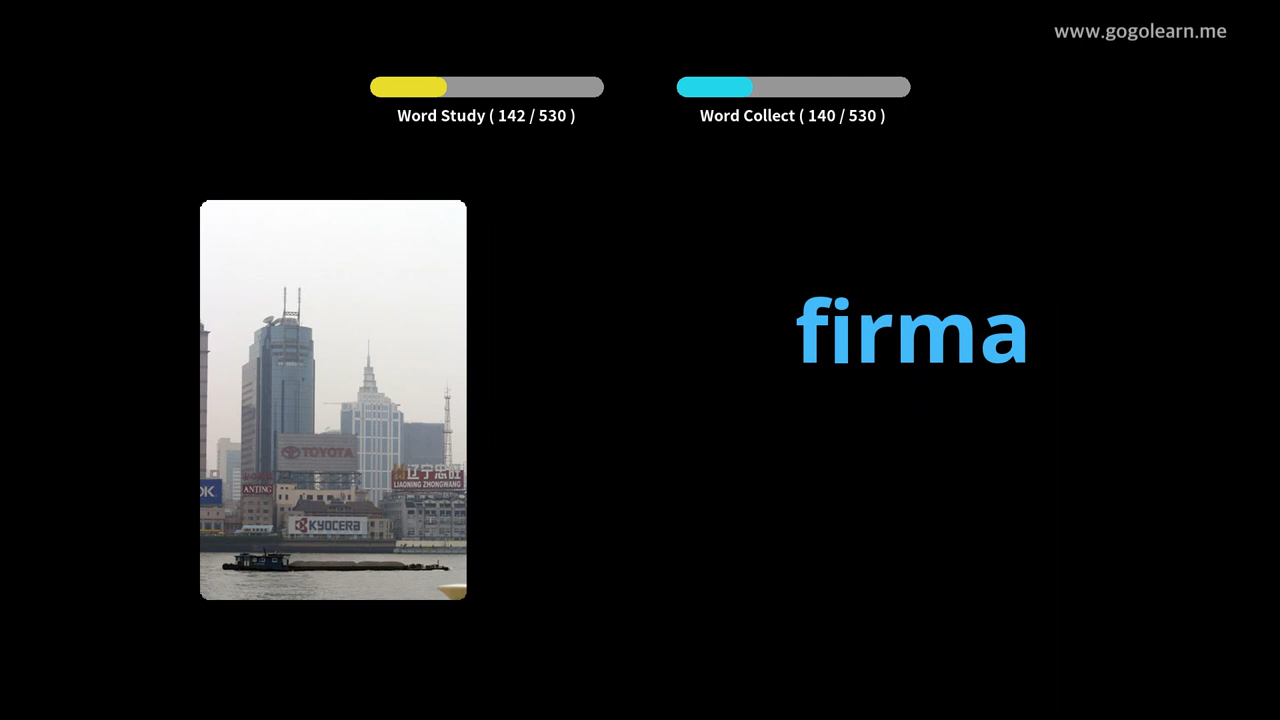 www.gogolearn.me
Word Study ( 142 / 530 )
Word Collect ( 140 / 530 )
firma
TOYOTA
辽宁忠旺
LIAONING ZHONGWANG
OK
ANTING
KYOCERA